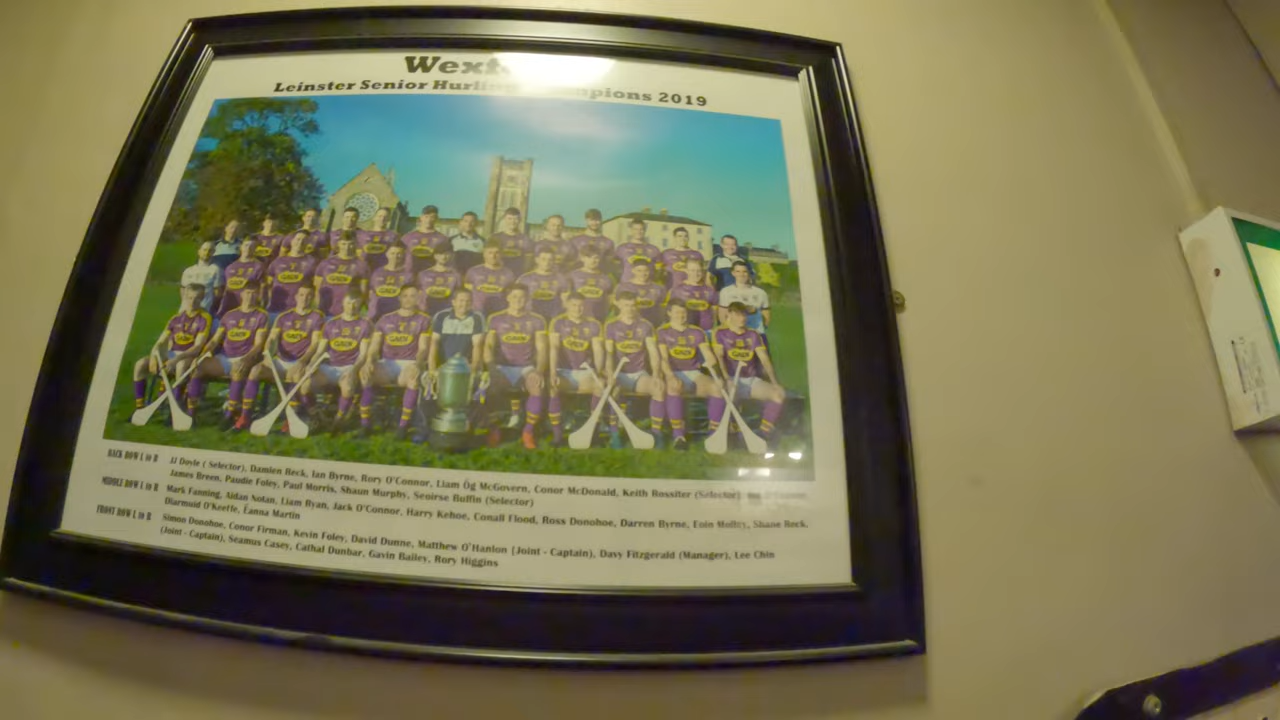 Wexf
Leinster Senior Hurling Champions 2019
BACK ROW L to R JJ Doyle ( Selector), Damien Reck, Ian Byrne, Rory O'Connor, Liam Óg McGovern, Conor McDonald, Keith Rossiter (Selector)
James Breen, Paudie Foley, Paul Morris, Shaun Murphy, Seoirse Bulfin (Selector)
MIDDLE ROW L to R Mark Fanning, Aidan Nolan, Liam Ryan, Jack O'Connor, Harry Kehoe, Conall Flood, Ross Donohoe, Darren Byrne, Eoin Molloy, Shane Reck,
Diarmuid O'Keeffe, Éanna Martin
FRONT ROW L to R Simon Donohoe, Conor Firman, Kevin Foley, David Dunne, Matthew O'Hanlon (Joint - Captain), Davy Fitzgerald (Manager), Lee Chin
(Joint - Captain), Seamus Casey, Cathal Dunbar, Gavin Bailey, Rory Higgins